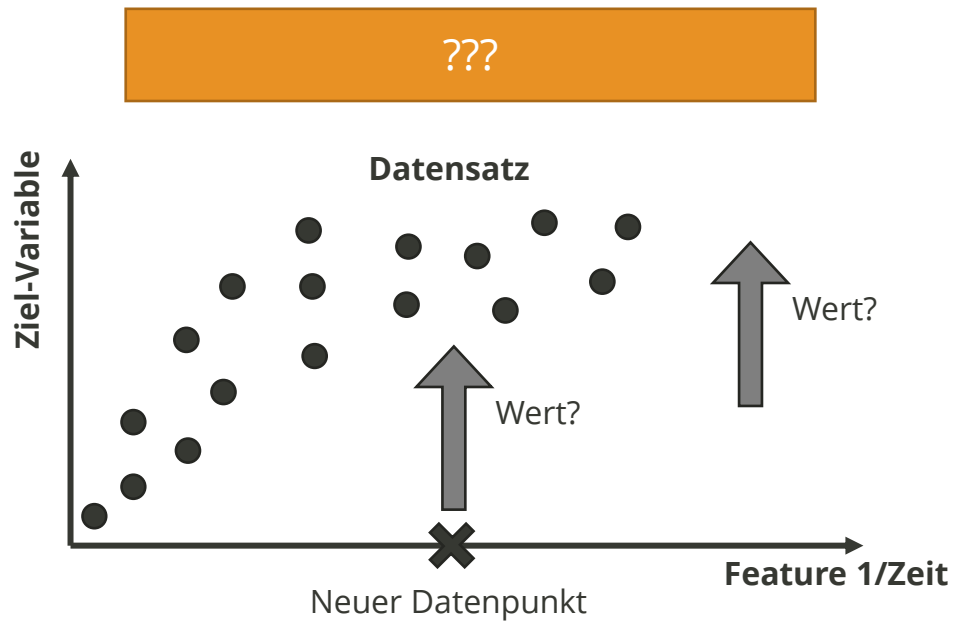 ???
Datensatz
Ziel-Variable
Wert?
Wert?
Feature 1/Zeit
Neuer Datenpunkt